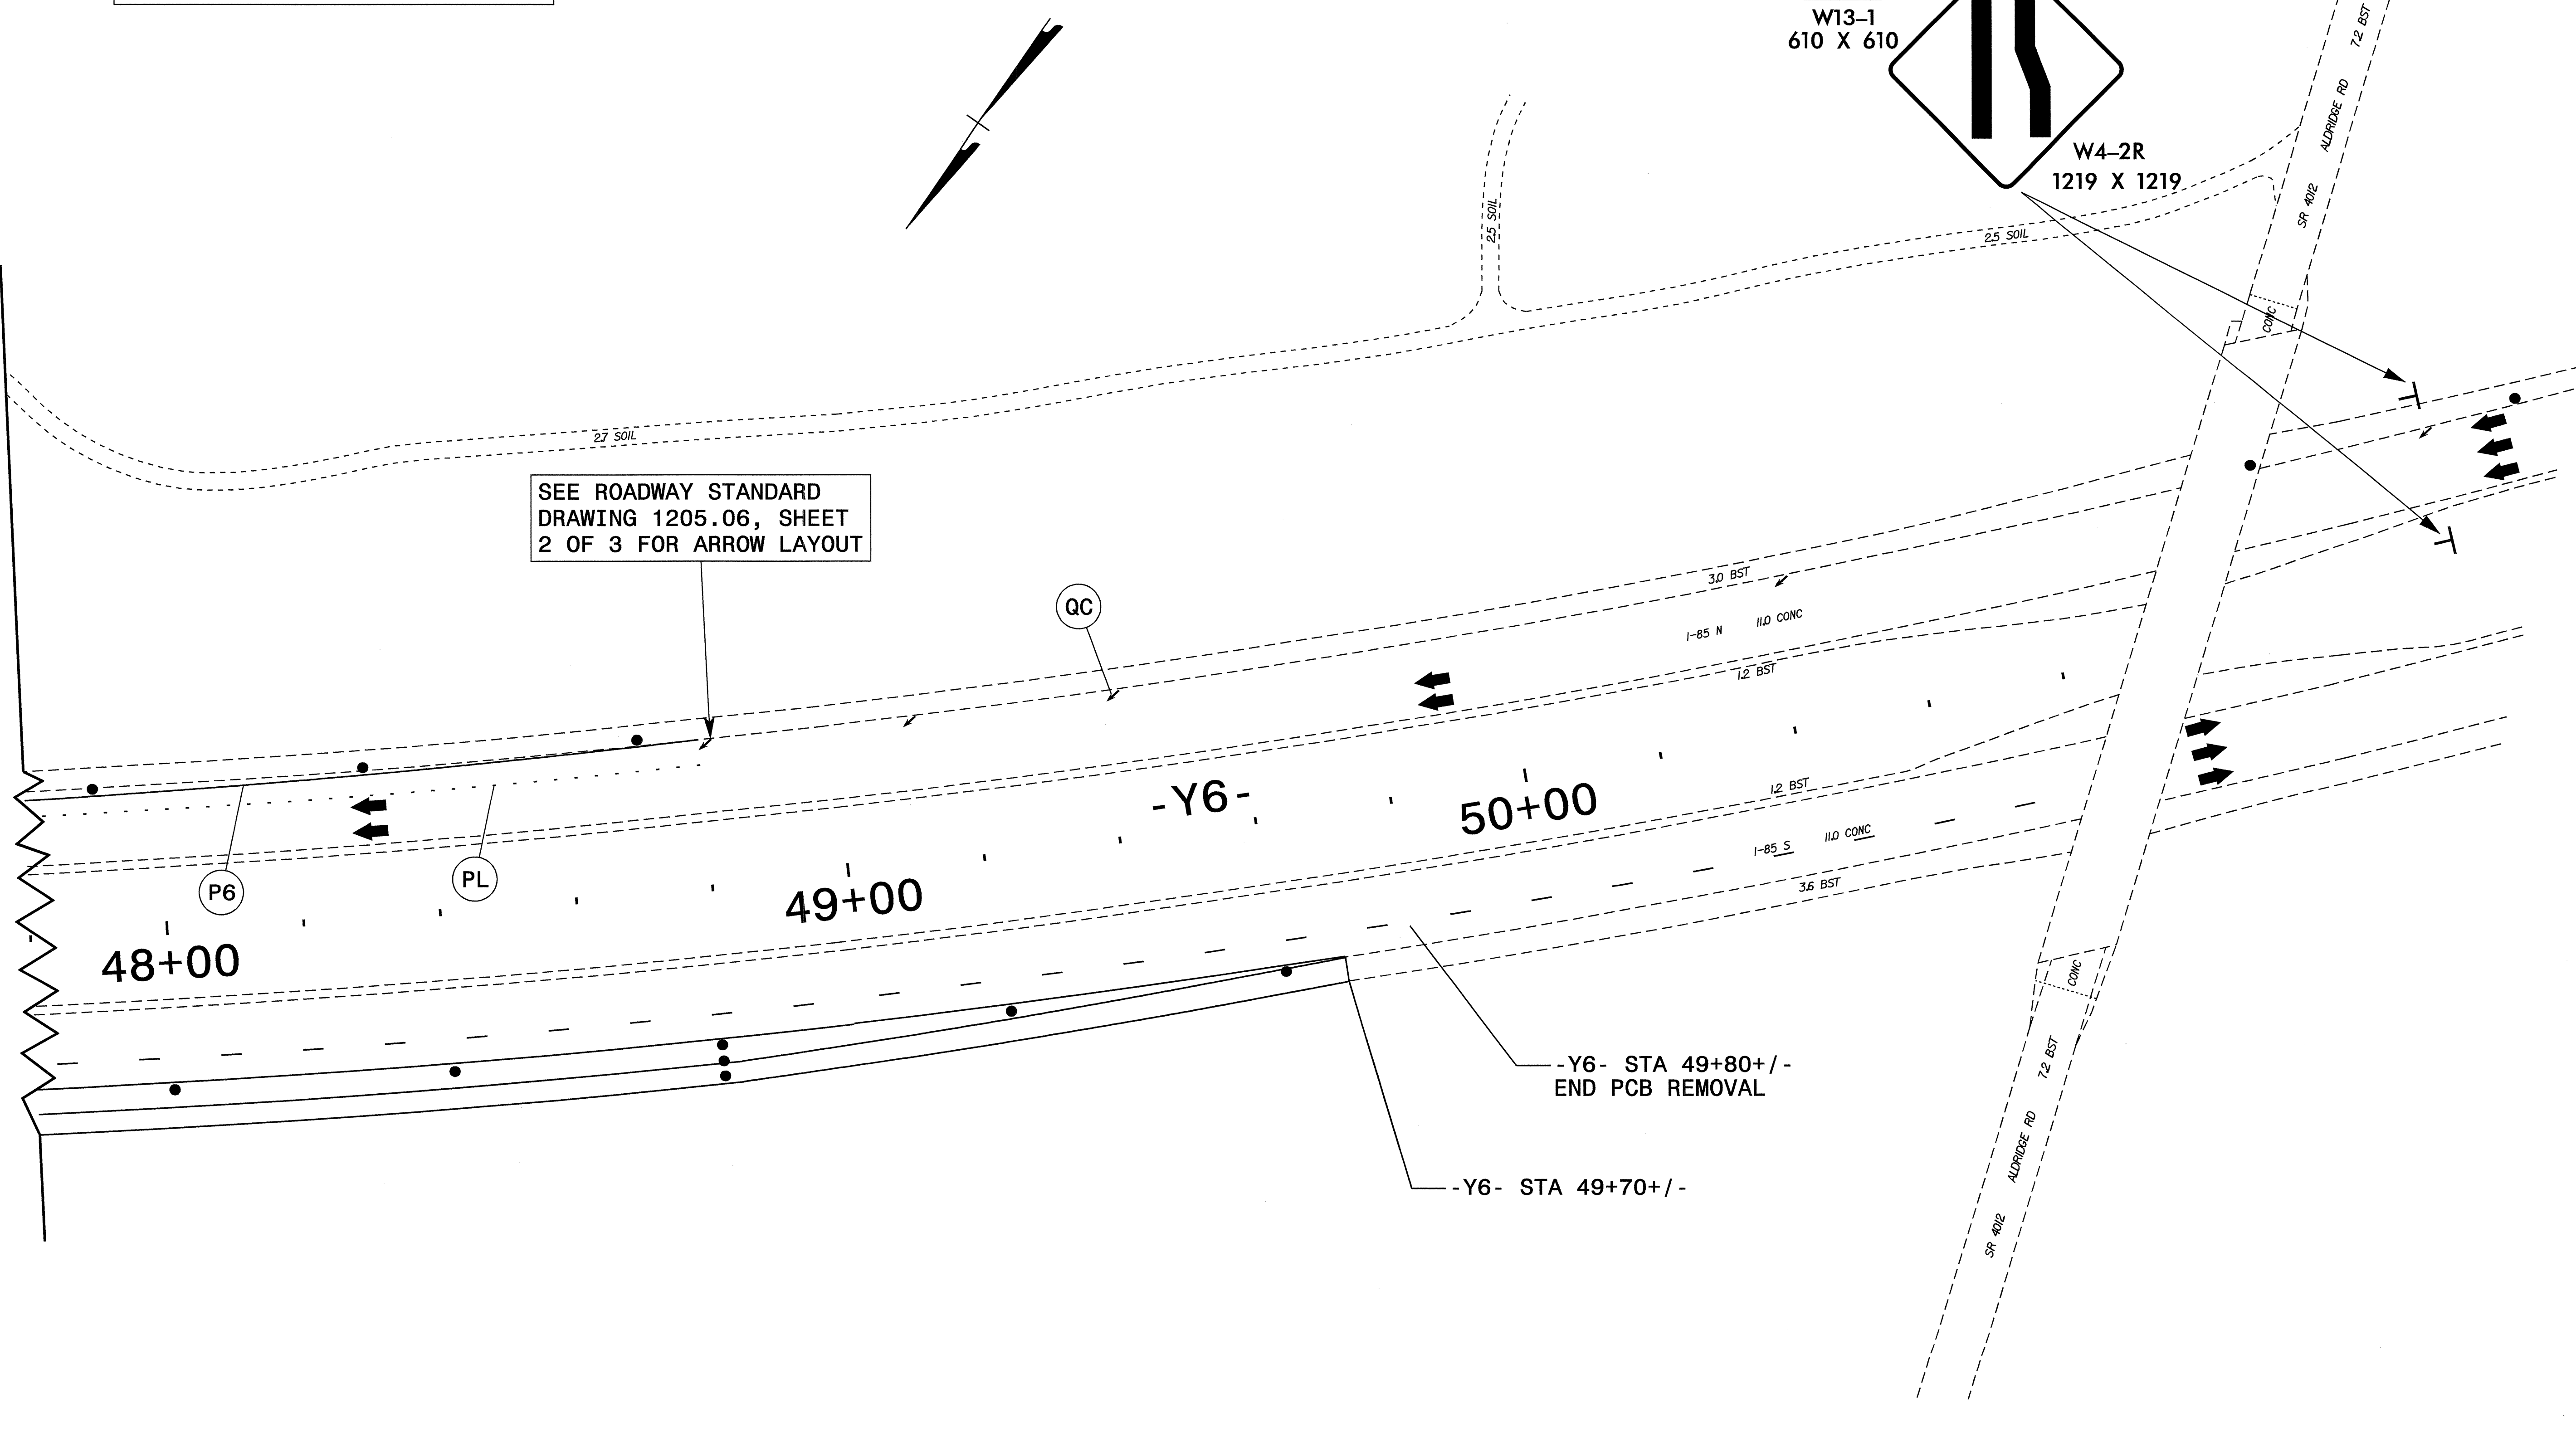 W13–1
610 X 610
W4–2R
1219 X 1219
7.2 BST
ALDRIDGE RD
SR 4012
2.5 SOIL
2.5 SOIL
CONC
2.7 SOIL
SEE ROADWAY STANDARD
DRAWING 1205.06, SHEET
2 OF 3 FOR ARROW LAYOUT
QC
3.0 BST
I-85 N 11.0 CONC
1.2 BST
-Y6-
50+00
1.2 BST
P6
PL
49+00
I-85 S 11.0 CONC
3.6 BST
48+00
CONC
-Y6- STA 49+80+/-
END PCB REMOVAL
7.2 BST
-Y6- STA 49+70+/-
ALDRIDGE RD
SR 4012